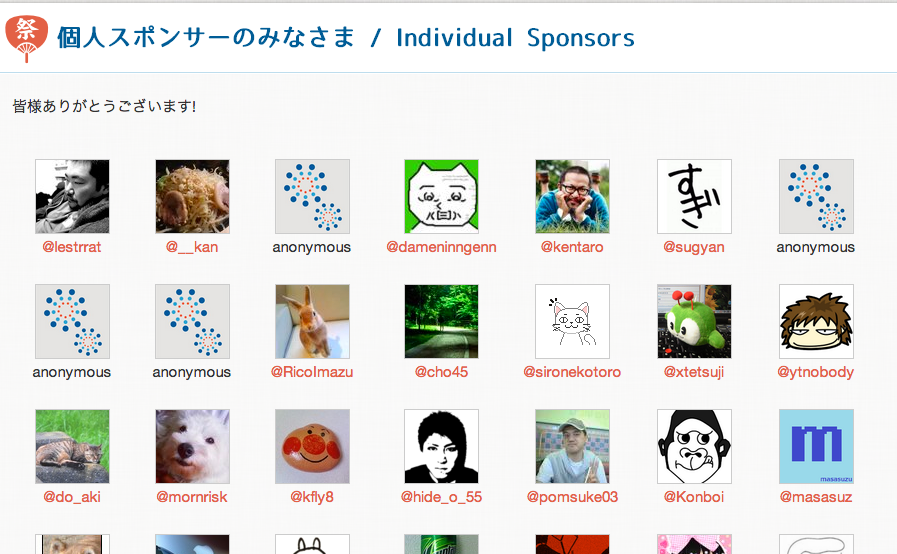 祭 個人スポンサーのみなさま / Individual Sponsors
皆様ありがとうございます!
すぎ
@lestrrat @__kan anonymous @dameninngenn @kentaro @sugyan anonymous
anonymous anonymous @RicoImazu @cho45 @sironekotoro @xtetsuji @ytnobody
m
masasuzu
@do_aki @mornrisk @kfly8 @hide_o_55 @pomsuke03 @Konboi @masasuz